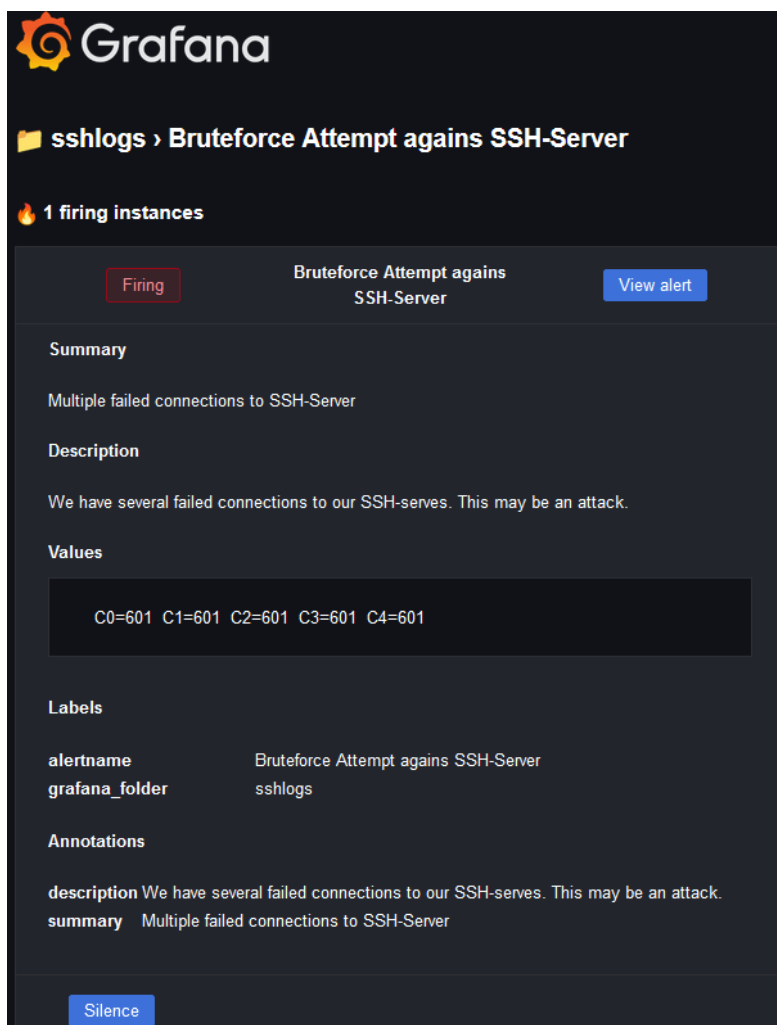 Grafana
sshlogs › Bruteforce Attempt agains SSH-Server
1 firing instances
Firing
Bruteforce Attempt agains
SSH-Server
View alert
Summary
Multiple failed connections to SSH-Server
Description
We have several failed connections to our SSH-serves. This may be an attack.
Values
C0=601 C1=601 C2=601 C3=601 C4=601
Labels
alertname Bruteforce Attempt agains SSH-Server
grafana_folder sshlogs
Annotations
description We have several failed connections to our SSH-serves. This may be an attack.
summary Multiple failed connections to SSH-Server
Silence